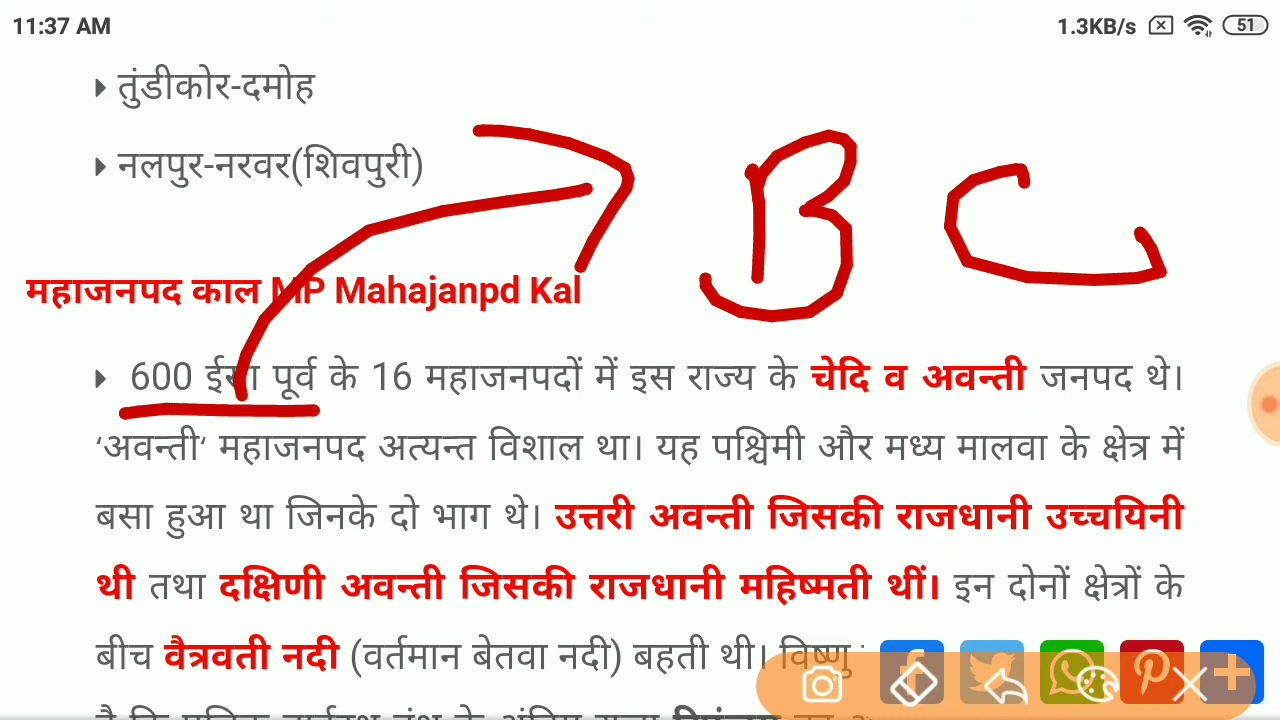 11:37 AM 1.3KB/s 51
तुंडीकोर-दमोह
नलपुर-नरवर(शिवपुरी)
B C
महाजनपद काल MP Mahajanpd Kal
600 ईसा पूर्व के 16 महाजनपदों में इस राज्य के चेदि व अवन्ती जनपद थे।
‘अवन्ती‘ महाजनपद अत्यन्त विशाल था। यह पश्चिमी और मध्य मालवा के क्षेत्र में
बसा हुआ था जिनके दो भाग थे। उत्तरी अवन्ती जिसकी राजधानी उच्चयिनी
थी तथा दक्षिणी अवन्ती जिसकी राजधानी महिष्मती थीं। इन दोनों क्षेत्रों के
बीच वैत्रवती नदी (वर्तमान बेतवा नदी) बहती थी। विष्णु